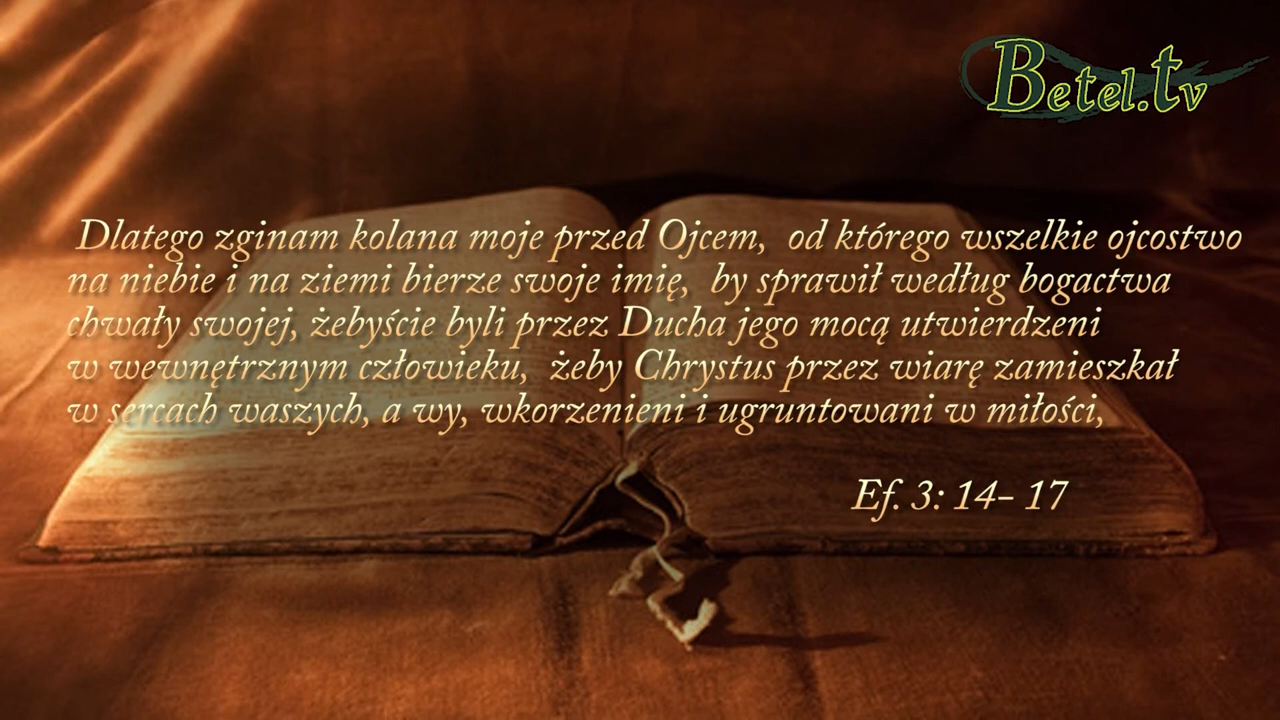 Betel.tv
Dlatego zginam kolana moje przed Ojcem, od którego wszelkie ojcostwo
na niebie i na ziemi bierze swoje imię, by sprawił według bogactwa
chwały swojej, żebyście byli przez Ducha jego mocą utwierdzeni
w wewnętrznym człowieku, żeby Chrystus przez wiarę zamieszkał
w sercach waszych, a wy, wkorzenieni i ugruntowani w miłości,
Ef. 3: 14- 17